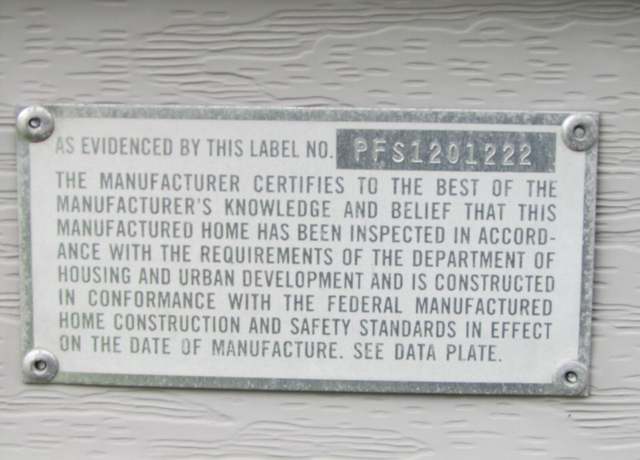 AS EVIDENCED BY THIS LABEL NO. PFS1201222
THE MANUFACTURER CERTIFIES TO THE BEST OF THE
MANUFACTURER'S KNOWLEDGE AND BELIEF THAT THIS
MANUFACTURED HOME HAS BEEN INSPECTED IN ACCORD-
ANCE WITH THE REQUIREMENTS OF THE DEPARTMENT OF
HOUSING AND URBAN DEVELOPMENT AND IS CONSTRUCTED
IN CONFORMANCE WITH THE FEDERAL MANUFACTURED
HOME CONSTRUCTION AND SAFETY STANDARDS IN EFFECT
ON THE DATE OF MANUFACTURE. SEE DATA PLATE.